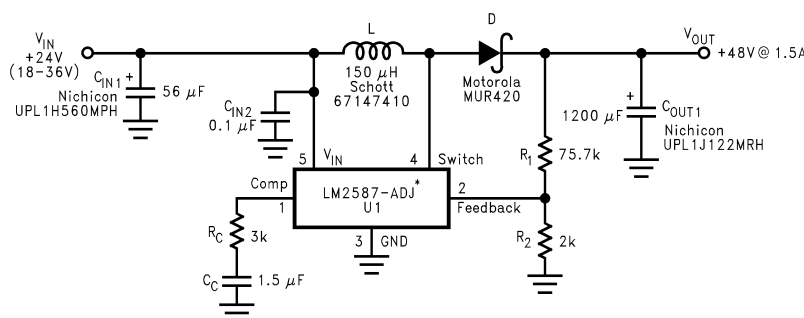 V_IN
+24V
(18-36V)
C_IN1 +
Nichicon
UPL1H560MPH
56 μF
C_IN2
0.1 μF
L
150 μH
Schott
67147410
D
Motorola
MUR420
V_OUT
+48V@ 1.5A
1200 μF
+
C_OUT1
Nichicon
UPL1J122MRH
R_1
75.7k
5
V_IN
4
Switch
Comp
1
LM2587-ADJ*
U1
2
Feedback
3
GND
R_C
3k
C_C
1.5 μF
R_2
2k